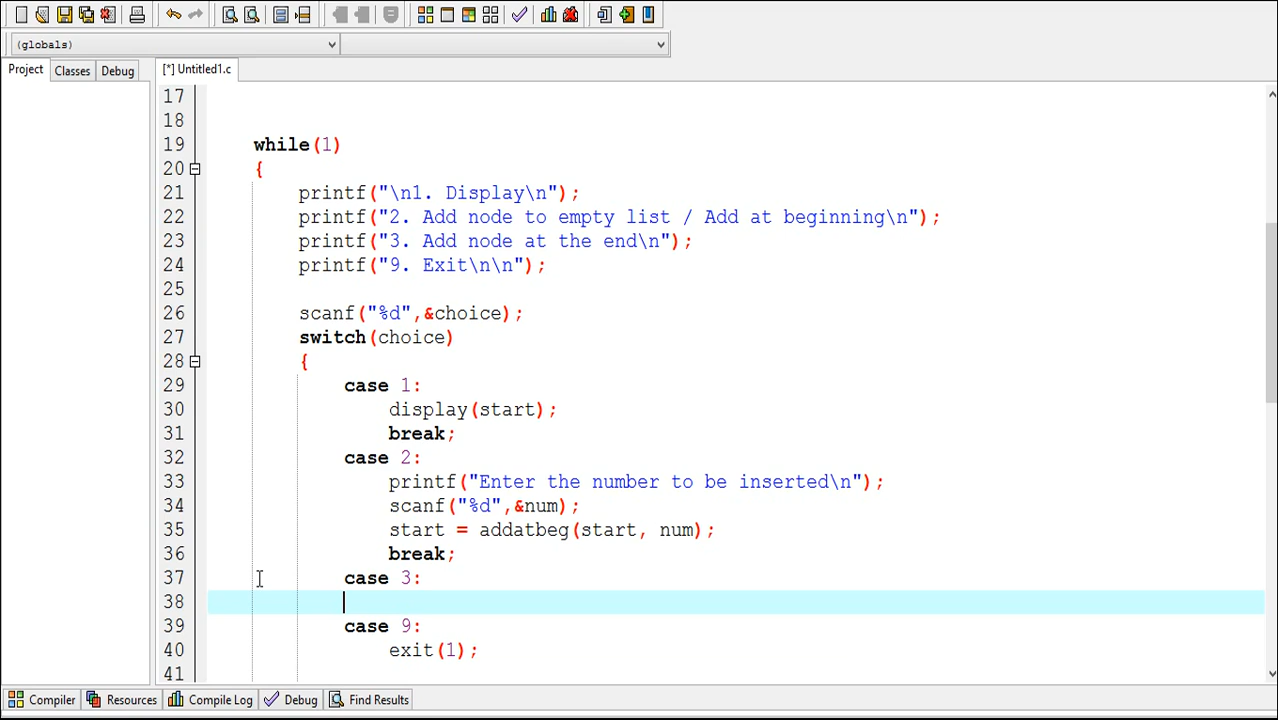 (globals)
Project Classes Debug [*] Untitled1.c
17
18
19 while(1)
20 {
21 printf("\n1. Display\n");
22 printf("2. Add node to empty list / Add at beginning\n");
23 printf("3. Add node at the end\n");
24 printf("9. Exit\n\n");
25
26 scanf("%d",&choice);
27 switch(choice)
28 {
29 case 1:
30 display(start);
31 break;
32 case 2:
33 printf("Enter the number to be inserted\n");
34 scanf("%d",&num);
35 start = addatbeg(start, num);
36 break;
37 case 3:
38
39 case 9:
40 exit(1);
41
Compiler Resources Compile Log Debug Find Results